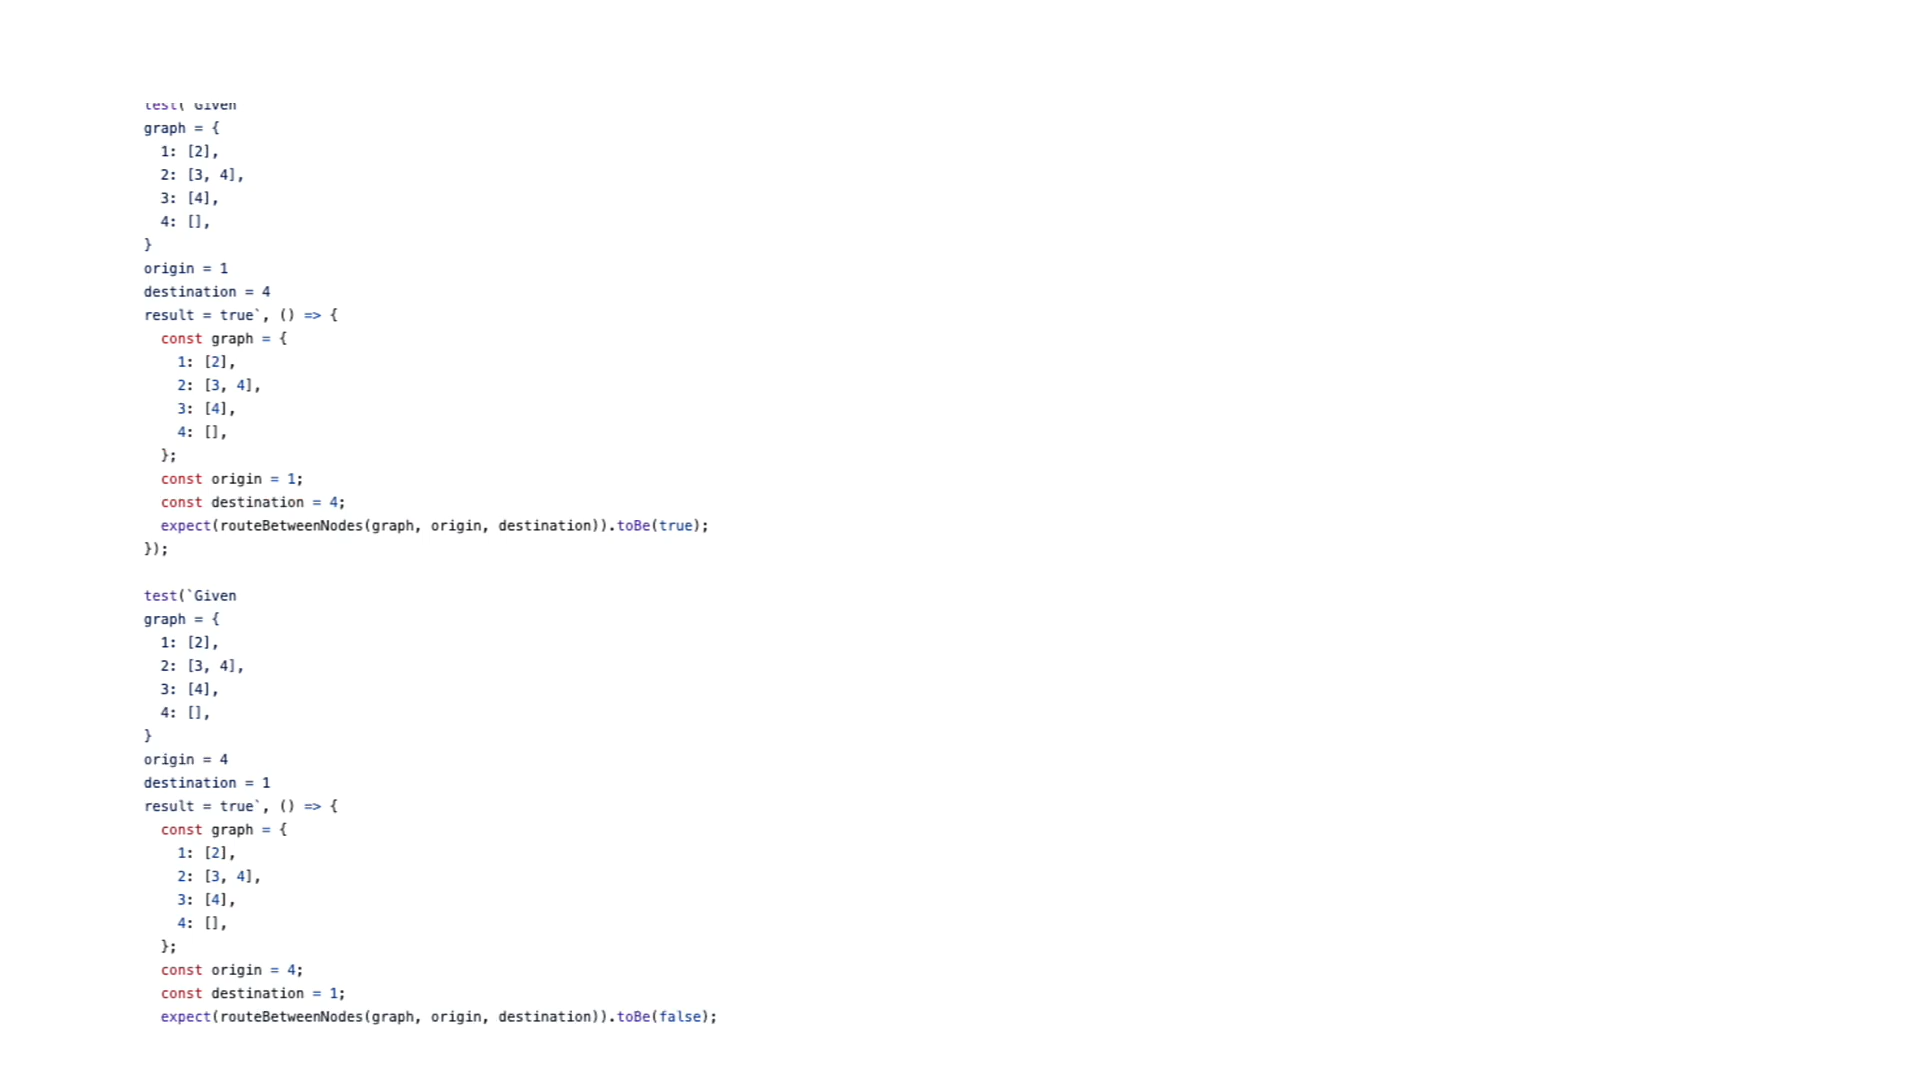 test(`Given
graph = {
  1: [2],
  2: [3, 4],
  3: [4],
  4: [],
}
origin = 1
destination = 4
result = true`, () => {
  const graph = {
    1: [2],
    2: [3, 4],
    3: [4],
    4: [],
  };
  const origin = 1;
  const destination = 4;
  expect(routeBetweenNodes(graph, origin, destination)).toBe(true);
});

test(`Given
graph = {
  1: [2],
  2: [3, 4],
  3: [4],
  4: [],
}
origin = 4
destination = 1
result = true`, () => {
  const graph = {
    1: [2],
    2: [3, 4],
    3: [4],
    4: [],
  };
  const origin = 4;
  const destination = 1;
  expect(routeBetweenNodes(graph, origin, destination)).toBe(false);